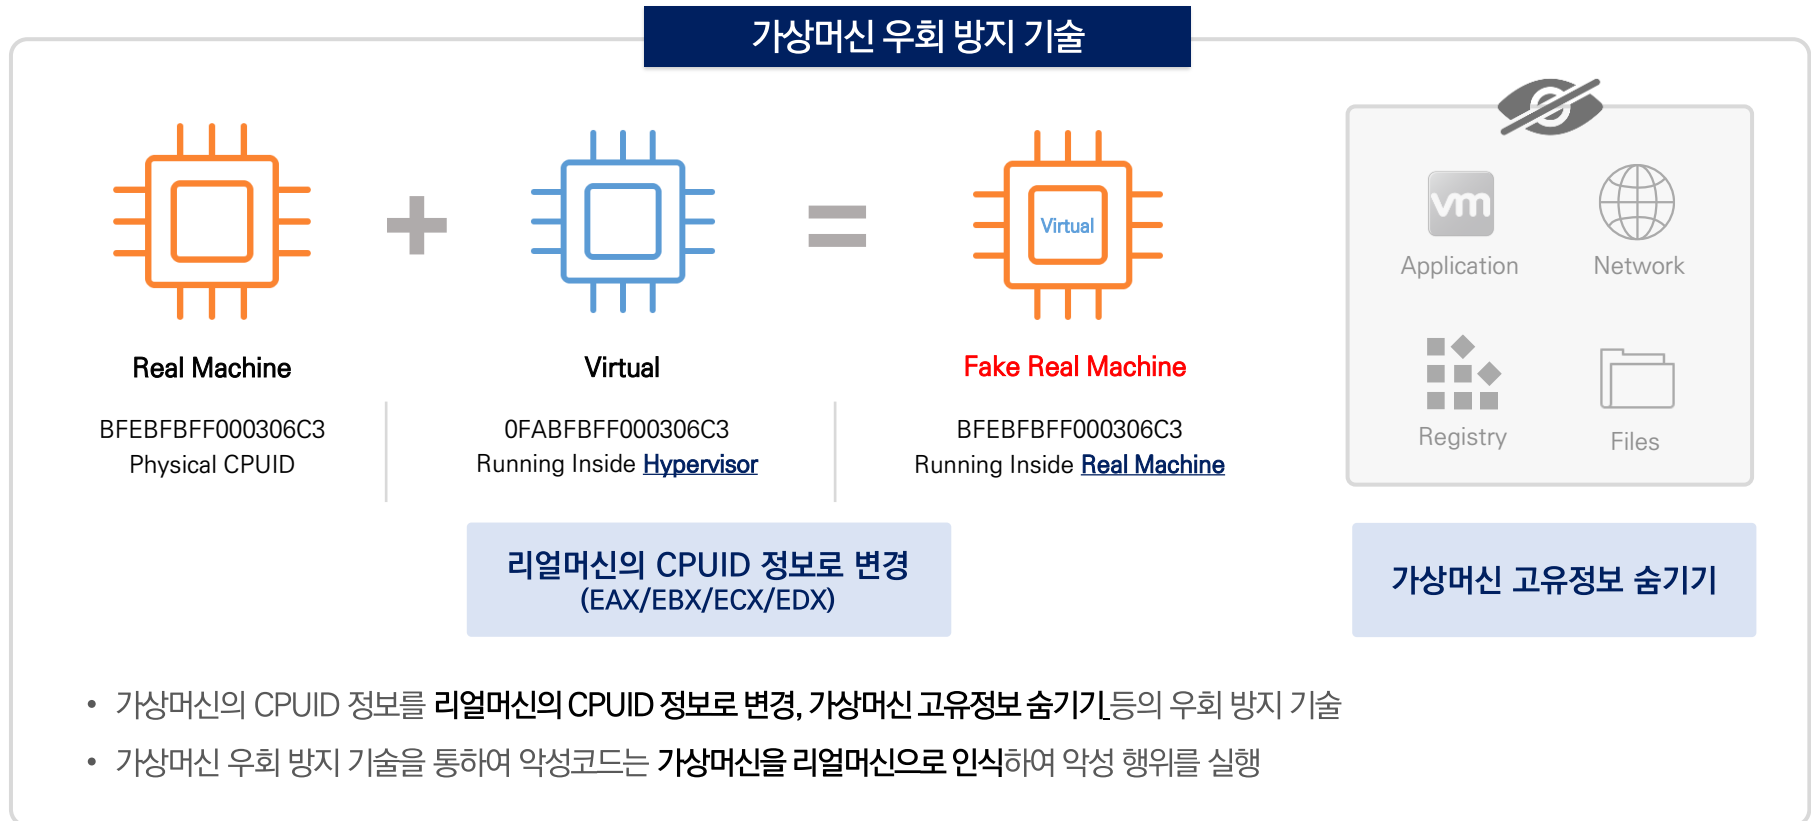 가상머신 우회 방지 기술
Virtual
vm
Application
Network
Registry
Files
Real Machine
BFEBFBFF000306C3
Physical CPUID
Virtual
0FABFBFF000306C3
Running Inside Hypervisor
Fake Real Machine
BFEBFBFF000306C3
Running Inside Real Machine
리얼머신의 CPUID 정보로 변경
(EAX/EBX/ECX/EDX)
가상머신 고유정보 숨기기
• 가상머신의 CPUID 정보를 리얼머신의 CPUID 정보로 변경, 가상머신 고유정보 숨기기 등의 우회 방지 기술
• 가상머신 우회 방지 기술을 통하여 악성코드는 가상머신을 리얼머신으로 인식하여 악성 행위를 실행